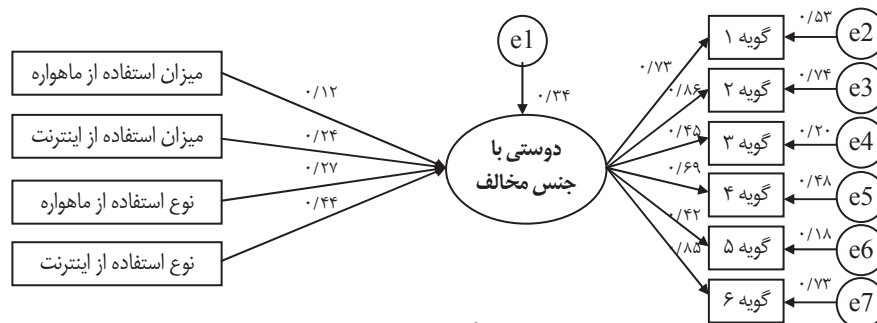 میزان استفاده از ماهواره
میزان استفاده از اینترنت
نوع استفاده از ماهواره
نوع استفاده از اینترنت
۰/۱۲
۰/۲۴
۰/۲۷
۰/۴۴
e1
۰/۳۴
دوستی با
جنس مخالف
۰/۷۳
۰/۸۶
۰/۴۵
۰/۶۹
۰/۴۲
۰/۸۵
گویه ۱
۰/۵۳
e2
گویه ۲
۰/۷۴
e3
گویه ۳
۰/۲۰
e4
گویه ۴
۰/۴۸
e5
گویه ۵
۰/۱۸
e6
گویه ۶
۰/۷۳
e7